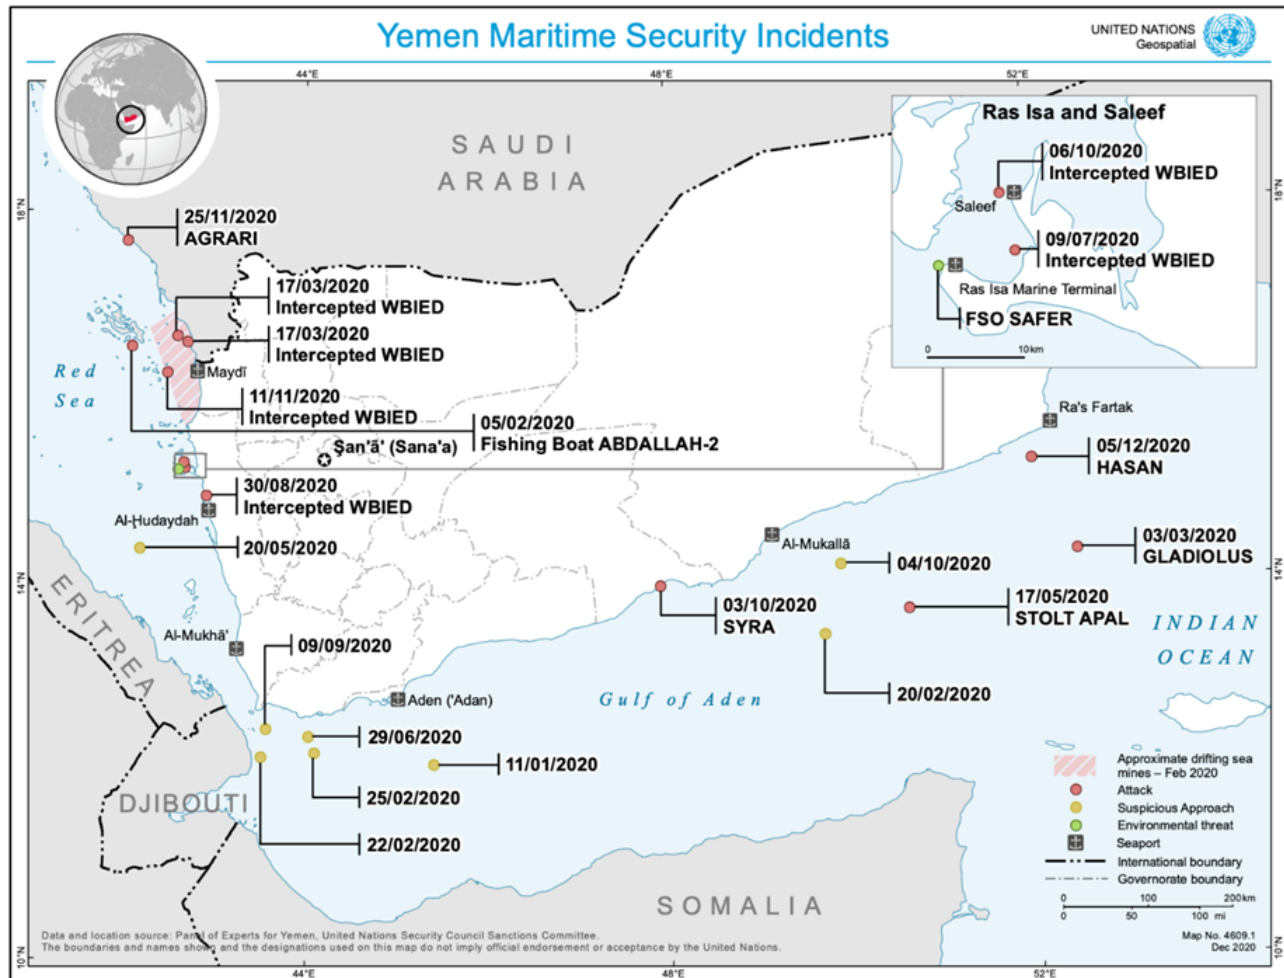 Yemen Maritime Security Incidents
UNITED NATIONS
Geospatial
44°E
48°E
52°E
18°N
18°N
SAUDI
ARABIA
Ras Isa and Saleef
06/10/2020
Intercepted WBIED
Saleef
09/07/2020
Intercepted WBIED
Ras Isa Marine Terminal
FSO SAFER
0
10km
25/11/2020
AGRARI
17/03/2020
Intercepted WBIED
17/03/2020
Intercepted WBIED
Red
Sea
Maydī
11/11/2020
Intercepted WBIED
05/02/2020
Fishing Boat ABDALLAH-2
Şan'ā' (Sana'a)
30/08/2020
Intercepted WBIED
Al-Ḩudaydah
20/05/2020
Ra's Fartak
05/12/2020
HASAN
Al-Mukallā
04/10/2020
03/03/2020
GLADIOLUS
14°N
14°N
ERITREA
03/10/2020
SYRA
17/05/2020
STOLT APAL
INDIAN
OCEAN
Al-Mukhā'
09/09/2020
Aden ('Adan)
Gulf of Aden
20/02/2020
29/06/2020
11/01/2020
25/02/2020
DJIBOUTI
22/02/2020
SOMALIA
Approximate drifting sea
mines – Feb 2020
Attack
Suspicious Approach
Environmental threat
Seaport
International boundary
Governorate boundary
0 100 200km
0 50 100 mi
Data and location source: Panel of Experts for Yemen, United Nations Security Council Sanctions Committee.
The boundaries and names shown and the designations used on this map do not imply official endorsement or acceptance by the United Nations.
Map No. 4609.1
Dec 2020
10°N
10°N
44°E
48°E
52°E